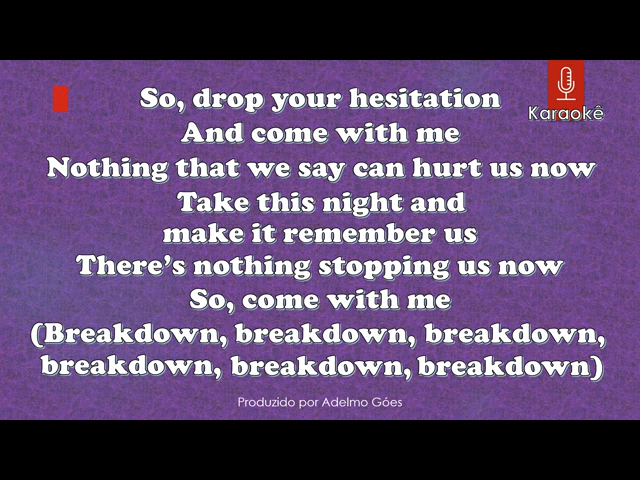 So, drop your hesitation
Karaokê
And come with me
Nothing that we say can hurt us now
Take this night and
make it remember us
There's nothing stopping us now
So, come with me
(Breakdown, breakdown, breakdown,
breakdown, breakdown, breakdown)
Produzido por Adelmo Góes